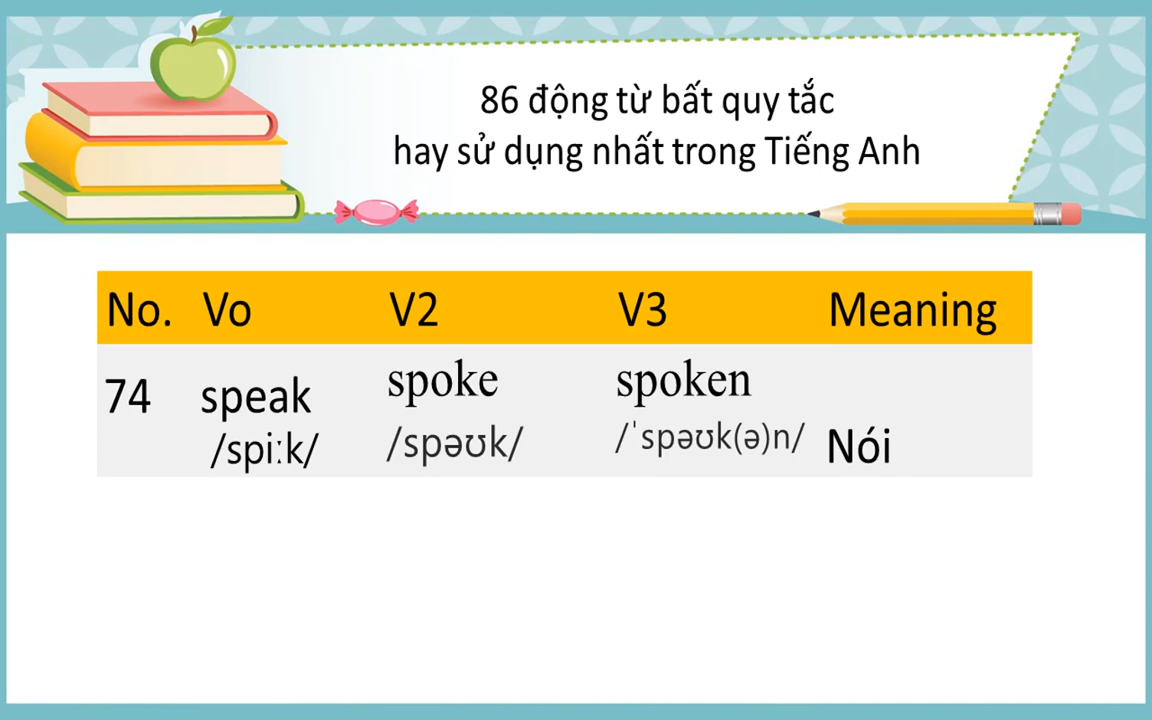 86 động từ bất quy tắc
hay sử dụng nhất trong Tiếng Anh
No. Vo V2 V3 Meaning
74 speak spoke spoken
/spiːk/ /spəʊk/ /ˈspəʊk(ə)n/ Nói